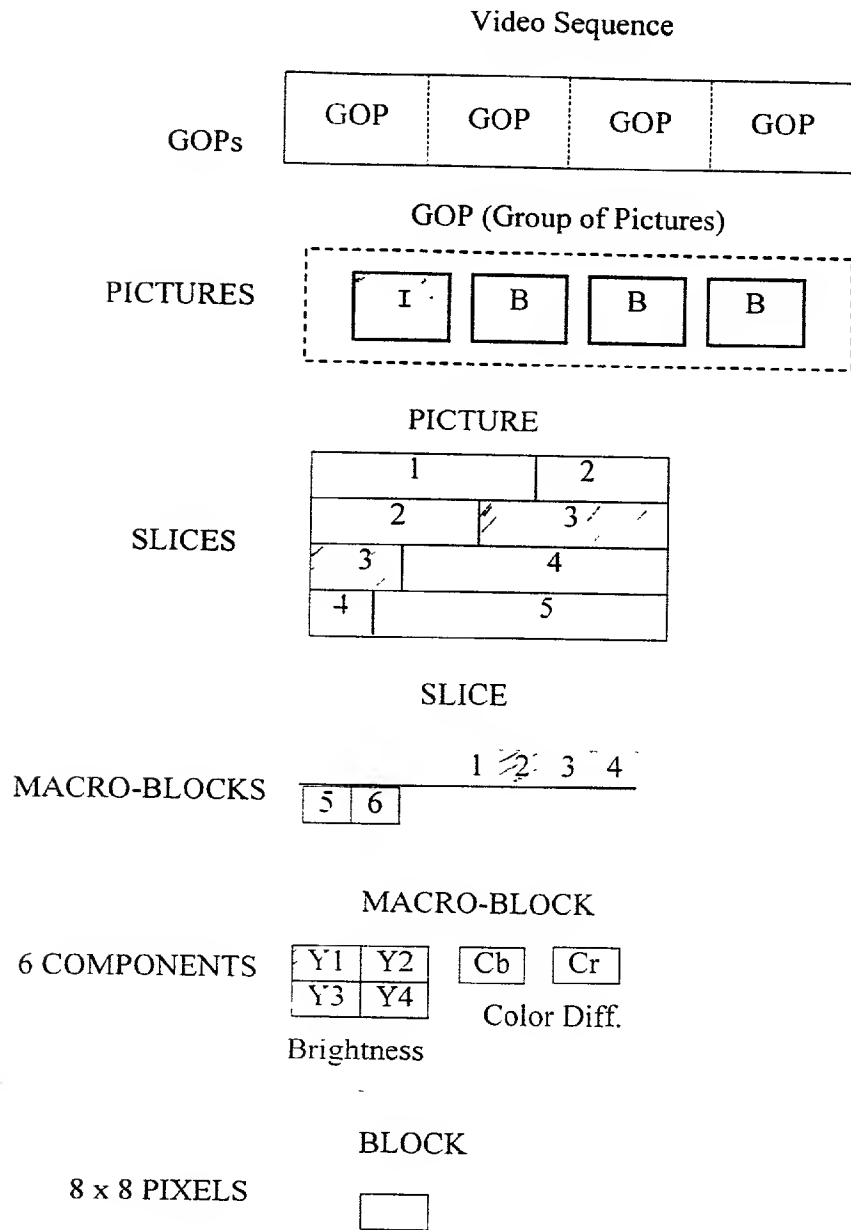 Video Sequence
GOPs
GOP GOP GOP GOP
GOP (Group of Pictures)
PICTURES
I B B B
PICTURE
SLICES
1 2
2 3
3 4
4 5
SLICE
MACRO-BLOCKS
1 2 3 4
5 6
MACRO-BLOCK
6 COMPONENTS
Y1 Y2 Cb Cr
Y3 Y4
Color Diff.
Brightness
BLOCK
8 x 8 PIXELS